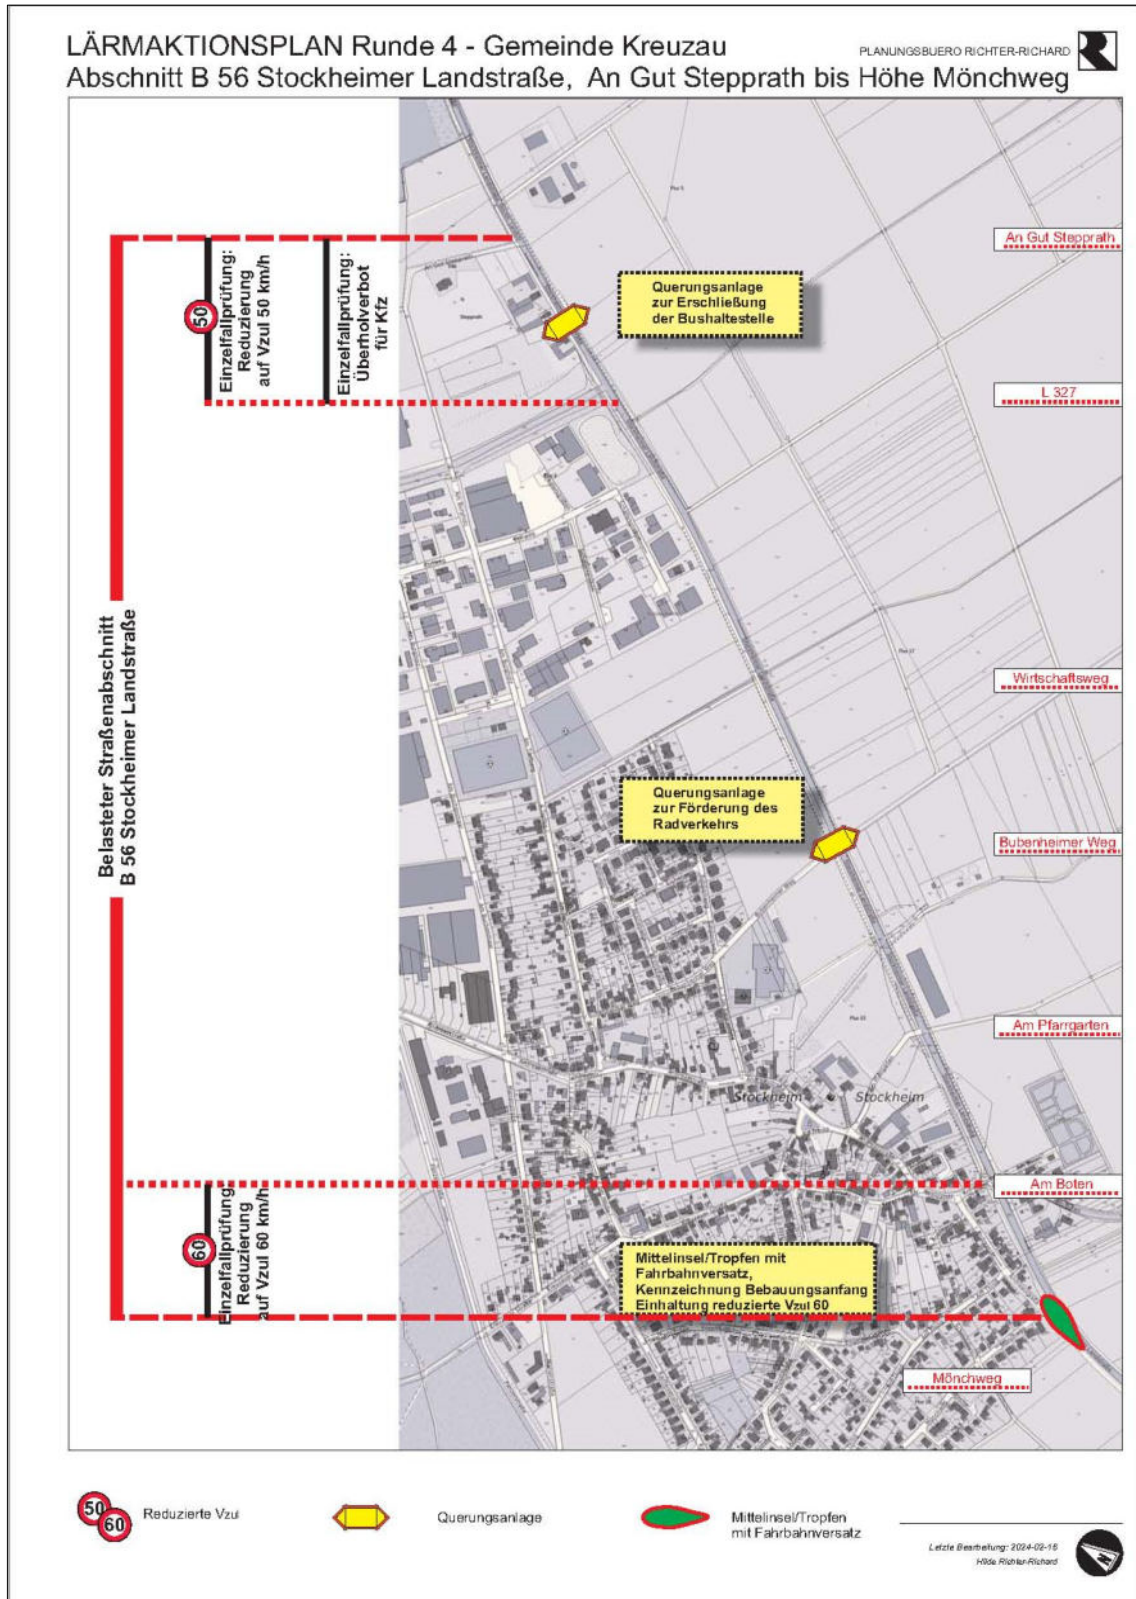 LÄRMAKTIONSPLAN Runde 4 - Gemeinde Kreuzau
PLANUNGSBUERO RICHTER-RICHARD
Abschnitt B 56 Stockheimer Landstraße, An Gut Stepprath bis Höhe Mönchweg
An Gut Stepprath
L 327
Wirtschaftsweg
Bubenheimer Weg
Am Pfarrgarten
Am Boten
Mönchweg
Belasteter Straßenabschnitt
B 56 Stockheimer Landstraße
50
Einzelfallprüfung:
Reduzierung
auf Vzul 50 km/h
Einzelfallprüfung:
Überholverbot
für Kfz
Querungsanlage
zur Erschließung
der Bushaltestelle
Querungsanlage
zur Förderung des
Radverkehrs
60
Einzelfallprüfung
Reduzierung
auf Vzul 60 km/h
Mittelinsel/Tropfen mit
Fahrbahnversatz,
Kennzeichnung Bebauungsanfang
Einhaltung reduzierte Vzul 60
Stepprath
Stockheim
Stockheim
50
60
Reduzierte Vzul
Querungsanlage
Mittelinsel/Tropfen
mit Fahrbahnversatz
Letzte Bearbeitung: 2024-02-16
Hilde Richter-Richard
N